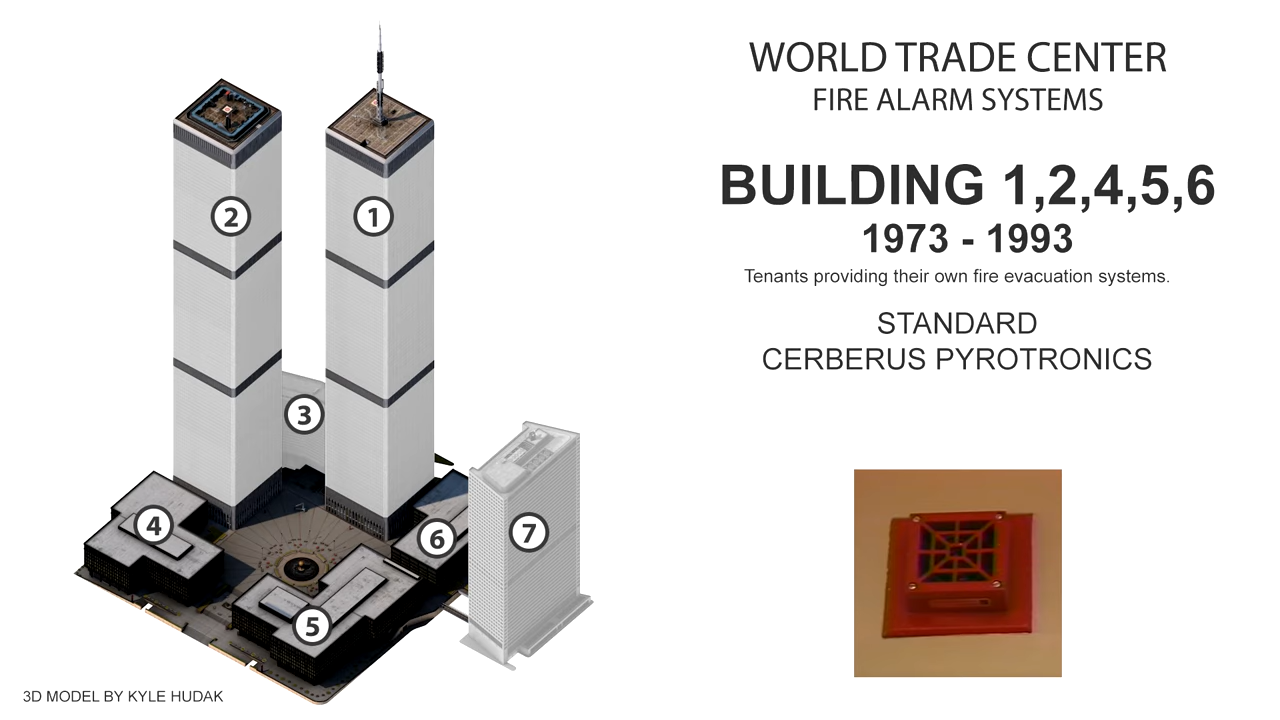 WORLD TRADE CENTER
FIRE ALARM SYSTEMS
BUILDING 1,2,4,5,6
1973 - 1993
Tenants providing their own fire evacuation systems.
STANDARD
CERBERUS PYROTRONICS
2
1
3
4
6
7
5
3D MODEL BY KYLE HUDAK